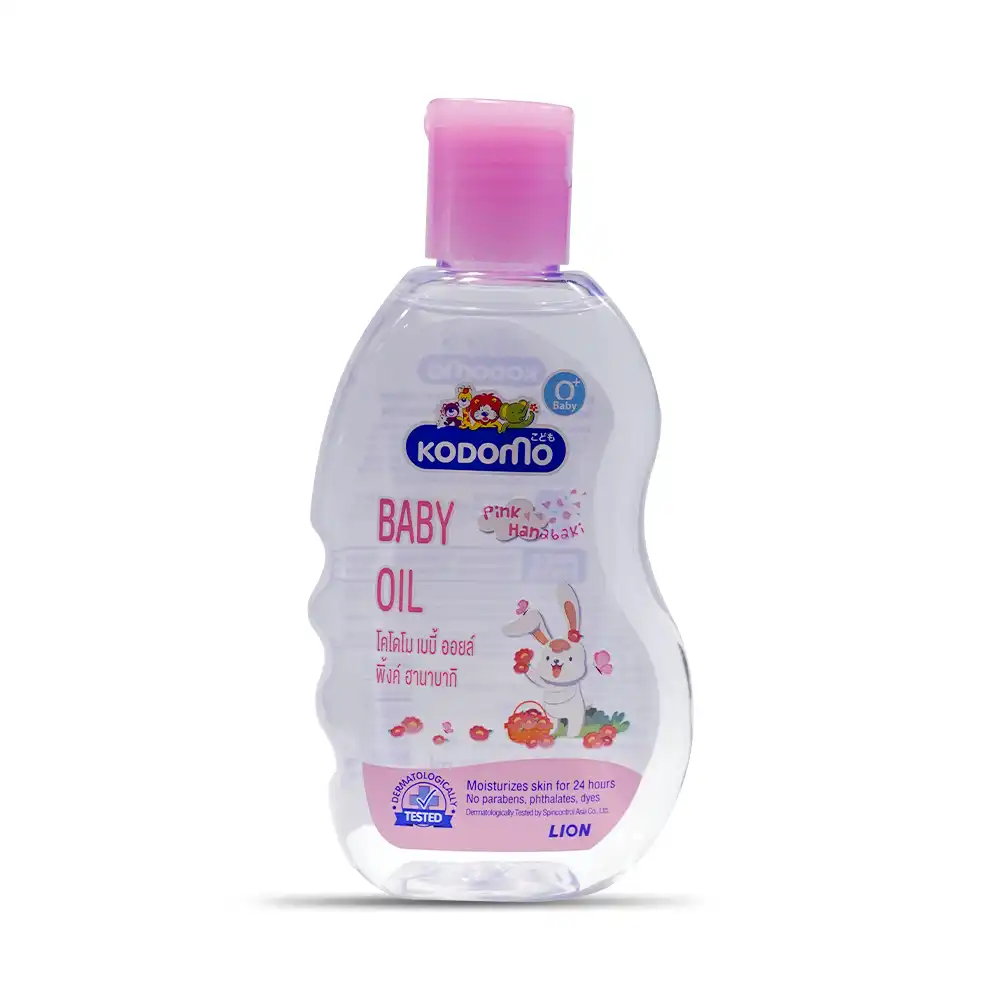 0+
Baby
こども
KODOMO
BABY
Pink
Hanabaki
OIL
โคโดโม เบบี้ ออยล์
พิ้งค์ ฮานาบากิ
DERMATOLOGICALLY
TESTED
Moisturizes skin for 24 hours
No parabens, phthalates, dyes
Dermatologically Tested by Spincontrol Asia Co., Ltd.
LION